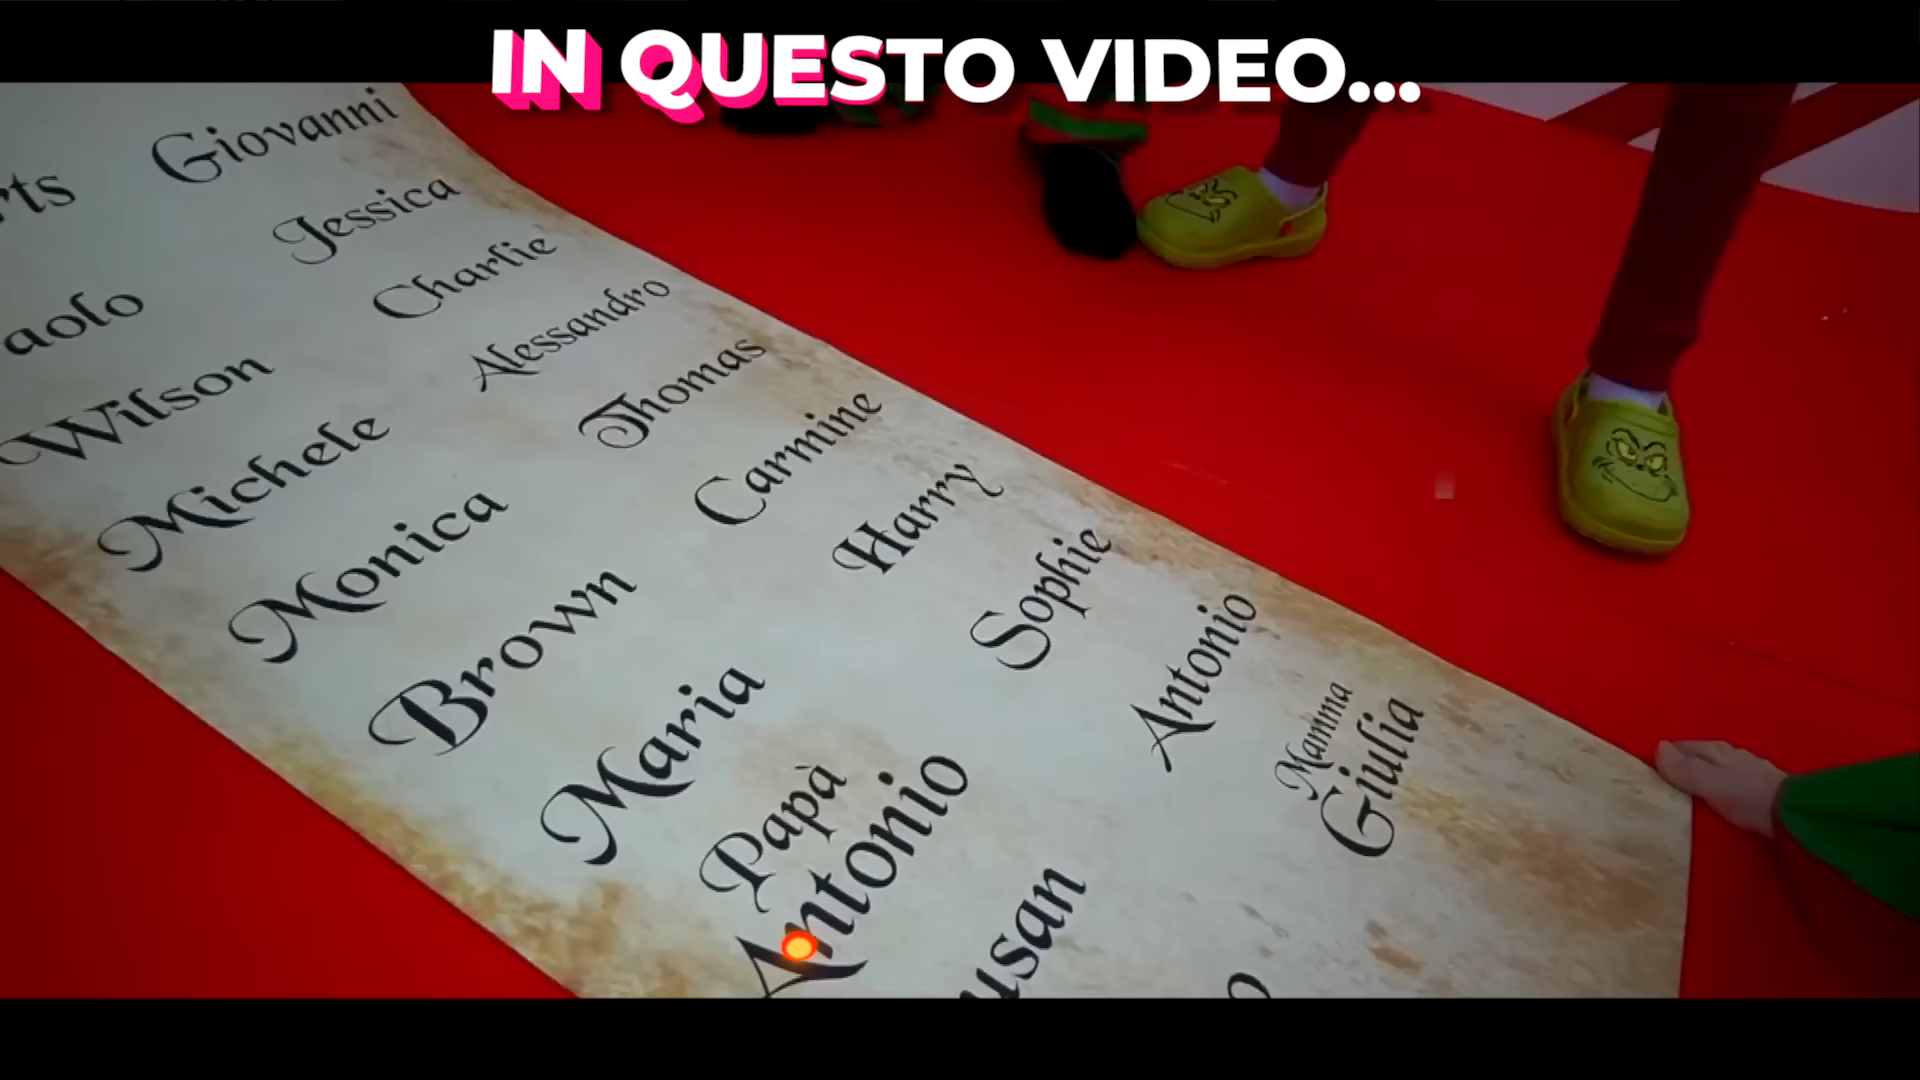 IN QUESTO VIDEO...
Giovanni
Jessica
Charlie
Alessandro
Thomas
Carmine
Harry
Sophie
Antonio
Mamma
Giulia
Wilson
Michele
Monica
Brown
Maria
Papà
Antonio